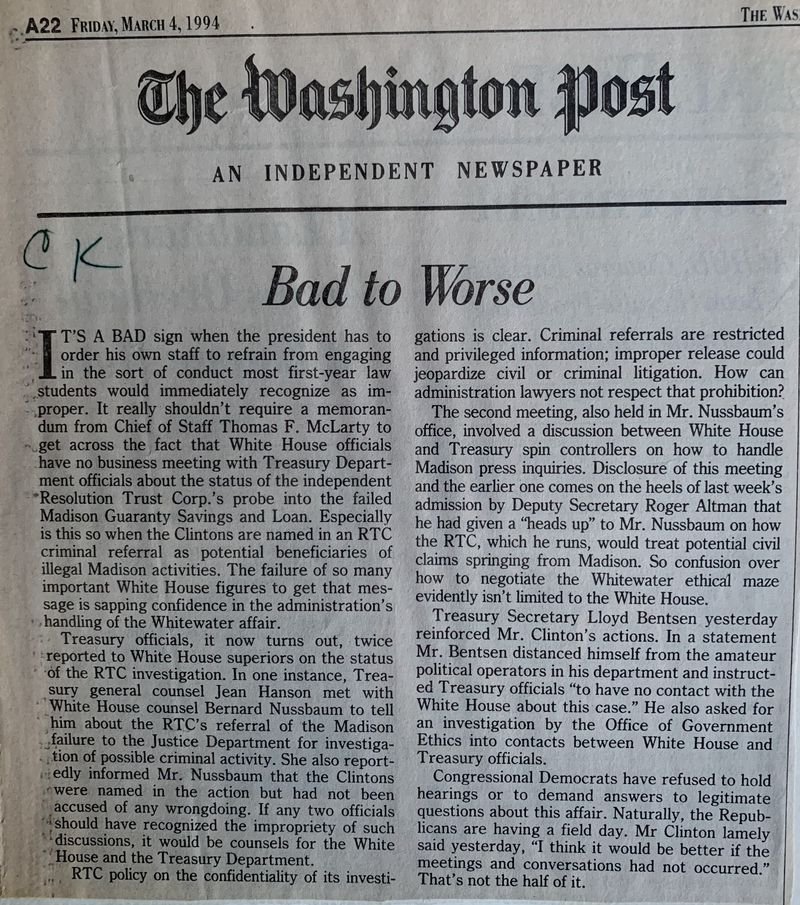 A22 FRIDAY, MARCH 4, 1994
THE WAS
The Washington Post
AN INDEPENDENT NEWSPAPER
CK
Bad to Worse
IT'S A BAD sign when the president has to
order his own staff to refrain from engaging
in the sort of conduct most first-year law
students would immediately recognize as im-
proper. It really shouldn't require a memoran-
dum from Chief of Staff Thomas F. McLarty to
get across the fact that White House officials
have no business meeting with Treasury Depart-
ment officials about the status of the independent
Resolution Trust Corp.'s probe into the failed
Madison Guaranty Savings and Loan. Especially
is this so when the Clintons are named in an RTC
criminal referral as potential beneficiaries of
illegal Madison activities. The failure of so many
important White House figures to get that mes-
sage is sapping confidence in the administration's
handling of the Whitewater affair.
Treasury officials, it now turns out, twice
reported to White House superiors on the status
of the RTC investigation. In one instance, Trea-
sury general counsel Jean Hanson met with
White House counsel Bernard Nussbaum to tell
him about the RTC's referral of the Madison
failure to the Justice Department for investiga-
tion of possible criminal activity. She also report-
edly informed Mr. Nussbaum that the Clintons
were named in the action but had not been
accused of any wrongdoing. If any two officials
should have recognized the impropriety of such
discussions, it would be counsels for the White
House and the Treasury Department.
RTC policy on the confidentiality of its investi-
gations is clear. Criminal referrals are restricted
and privileged information; improper release could
jeopardize civil or criminal litigation. How can
administration lawyers not respect that prohibition?
The second meeting, also held in Mr. Nussbaum's
office, involved a discussion between White House
and Treasury spin controllers on how to handle
Madison press inquiries. Disclosure of this meeting
and the earlier one comes on the heels of last week's
admission by Deputy Secretary Roger Altman that
he had given a "heads up" to Mr. Nussbaum on how
the RTC, which he runs, would treat potential civil
claims springing from Madison. So confusion over
how to negotiate the Whitewater ethical maze
evidently isn't limited to the White House.
Treasury Secretary Lloyd Bentsen yesterday
reinforced Mr. Clinton's actions. In a statement
Mr. Bentsen distanced himself from the amateur
political operators in his department and instruct-
ed Treasury officials "to have no contact with the
White House about this case." He also asked for
an investigation by the Office of Government
Ethics into contacts between White House and
Treasury officials.
Congressional Democrats have refused to hold
hearings or to demand answers to legitimate
questions about this affair. Naturally, the Repub-
licans are having a field day. Mr Clinton lamely
said yesterday, "I think it would be better if the
meetings and conversations had not occurred."
That's not the half of it.